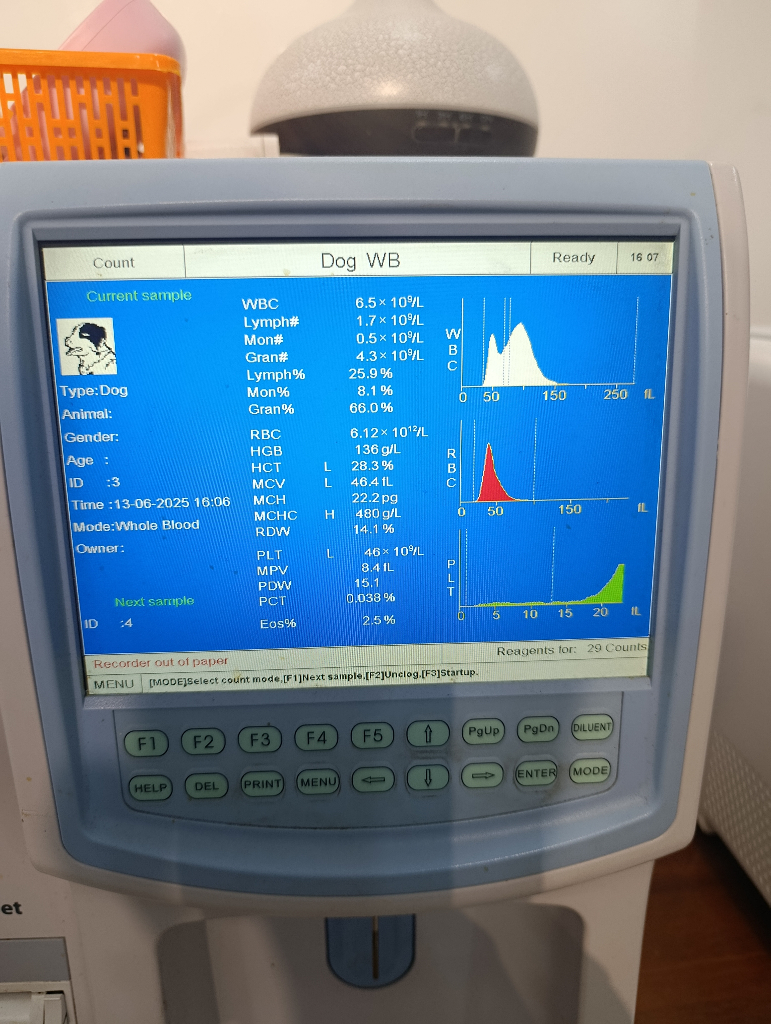 Count Dog WB Ready 16 07
Current sample
Type:Dog
Animal:
Gender:
Age :
ID :3
Time :13-06-2025 16:06
Mode:Whole Blood
Owner:
Next sample
ID :4
WBC 6.5 × 10⁹/L
Lymph# 1.7 × 10⁹/L
Mon# 0.5 × 10⁹/L
Gran# 4.3 × 10⁹/L
Lymph% 25.9 %
Mon% 8.1 %
Gran% 66.0 %
RBC 6.12 × 10¹²/L
HGB 136 g/L
HCT L 28.3 %
MCV L 46.4 fL
MCH 22.2 pg
MCHC H 480 g/L
RDW 14.1 %
PLT L 46 × 10⁹/L
MPV 8.4 fL
PDW 15.1
PCT 0.038 %
Eos% 2.5 %
WBC
0 50 150 250 fL
RBC
0 50 150 fL
PLT
0 5 10 15 20 fL
Recorder out of paper
Reagents for: 29 Counts
MENU [MODE]Select count mode,[F1]Next sample,[F2]Unclog,[F3]Startup.
F1 F2 F3 F4 F5 ⇧ PgUp PgDn DILUENT
HELP DEL PRINT MENU ⇦ ⇩ ⇨ ENTER MODE
et